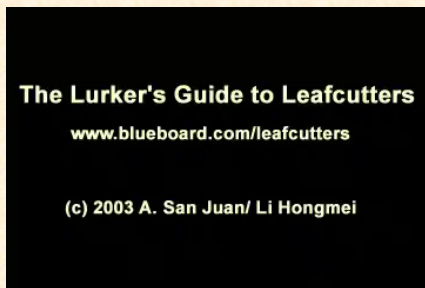 The Lurker's Guide to Leafcutters
www.blueboard.com/leafcutters
(c) 2003 A. San Juan/ Li Hongmei